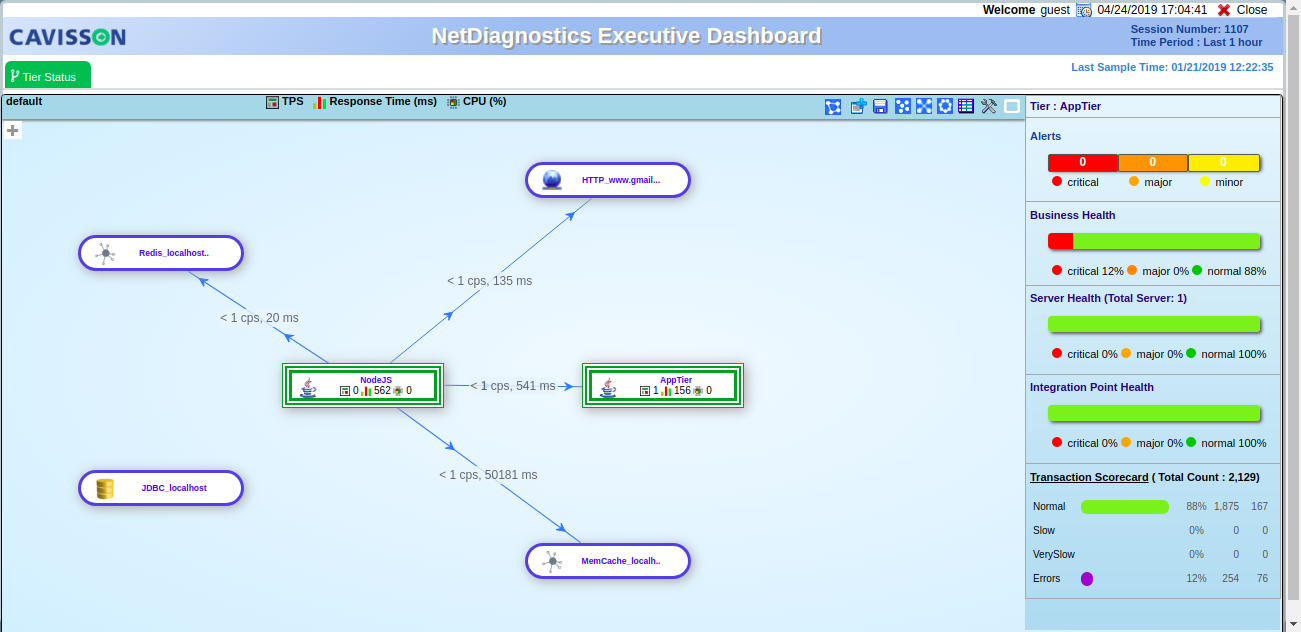 Welcome guest 04/24/2019 17:04:41 Close
CAVISSON
NetDiagnostics Executive Dashboard
Session Number: 1107
Time Period : Last 1 hour
Tier Status
Last Sample Time: 01/21/2019 12:22:35
default
TPS Response Time (ms) CPU (%)
Tier : AppTier
Alerts
0 0 0
critical major minor
Business Health
critical 12% major 0% normal 88%
Server Health (Total Server: 1)
critical 0% major 0% normal 100%
Integration Point Health
critical 0% major 0% normal 100%
Transaction Scorecard ( Total Count : 2,129)
Normal 88% 1,875 167
Slow 0% 0 0
VerySlow 0% 0 0
Errors 12% 254 76
HTTP_www.gmail...
Redis_localhost..
< 1 cps, 135 ms
< 1 cps, 20 ms
NodeJS
0 562 0
< 1 cps, 541 ms
AppTier
1 156 0
< 1 cps, 50181 ms
JDBC_localhost
MemCache_localh..